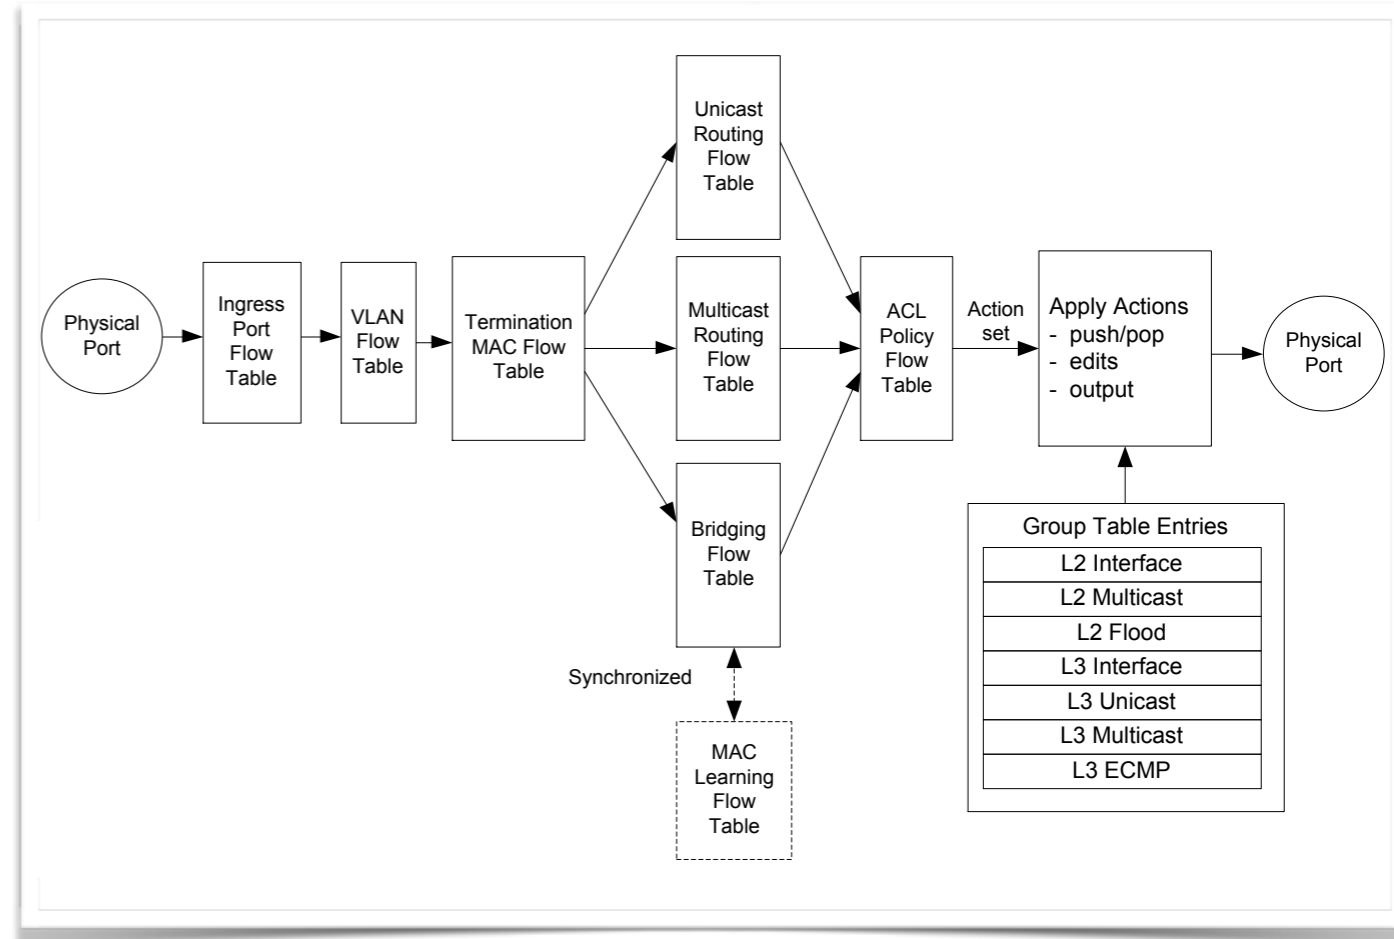 Unicast
Routing
Flow
Table
Physical
Port
Ingress
Port
Flow
Table
VLAN
Flow
Table
Termination
MAC Flow
Table
Multicast
Routing
Flow
Table
Bridging
Flow
Table
Synchronized
MAC
Learning
Flow
Table
ACL
Policy
Flow
Table
Action
set
Apply Actions
- push/pop
- edits
- output
Physical
Port
Group Table Entries
L2 Interface
L2 Multicast
L2 Flood
L3 Interface
L3 Unicast
L3 Multicast
L3 ECMP